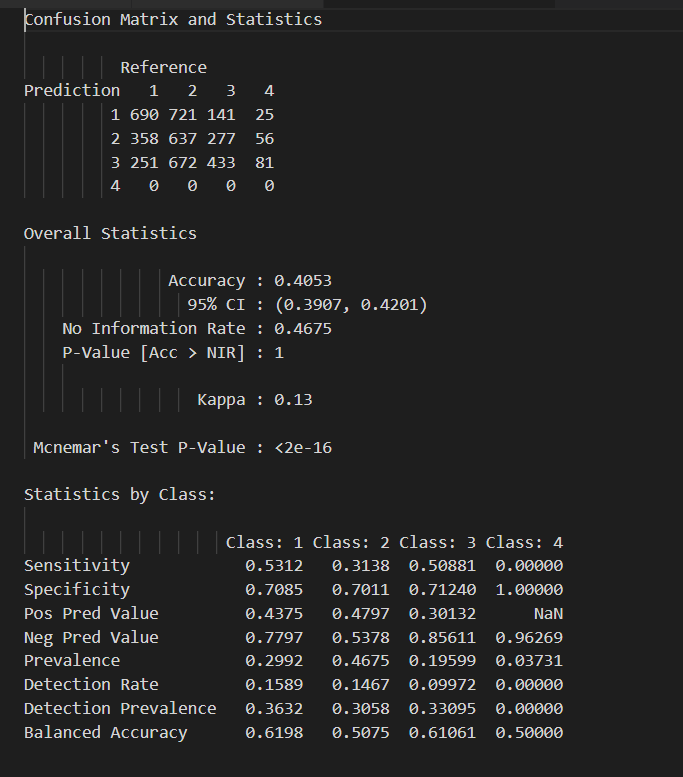 Confusion Matrix and Statistics
Reference
Prediction 1 2 3 4
1 690 721 141 25
2 358 637 277 56
3 251 672 433 81
4 0 0 0 0
Overall Statistics
Accuracy : 0.4053
95% CI : (0.3907, 0.4201)
No Information Rate : 0.4675
P-Value [Acc > NIR] : 1
Kappa : 0.13
Mcnemar's Test P-Value : <2e-16
Statistics by Class:
Class: 1 Class: 2 Class: 3 Class: 4
Sensitivity 0.5312 0.3138 0.50881 0.00000
Specificity 0.7085 0.7011 0.71240 1.00000
Pos Pred Value 0.4375 0.4797 0.30132 NaN
Neg Pred Value 0.7797 0.5378 0.85611 0.96269
Prevalence 0.2992 0.4675 0.19599 0.03731
Detection Rate 0.1589 0.1467 0.09972 0.00000
Detection Prevalence 0.3632 0.3058 0.33095 0.00000
Balanced Accuracy 0.6198 0.5075 0.61061 0.50000